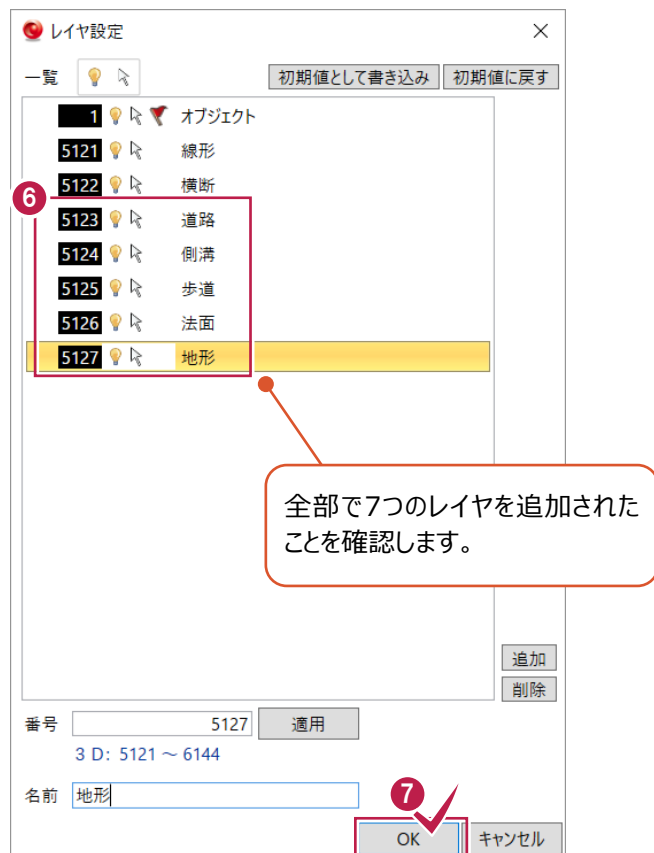 レイヤ設定
一覧 初期値として書き込み 初期値に戻す
1 オブジェクト
5121 線形
5122 横断
6
5123 道路
5124 側溝
5125 歩道
5126 法面
5127 地形
全部で7つのレイヤを追加された
ことを確認します。
追加
削除
番号 5127 適用
3 D: 5121 ～ 6144
名前 地形
7
OK キャンセル